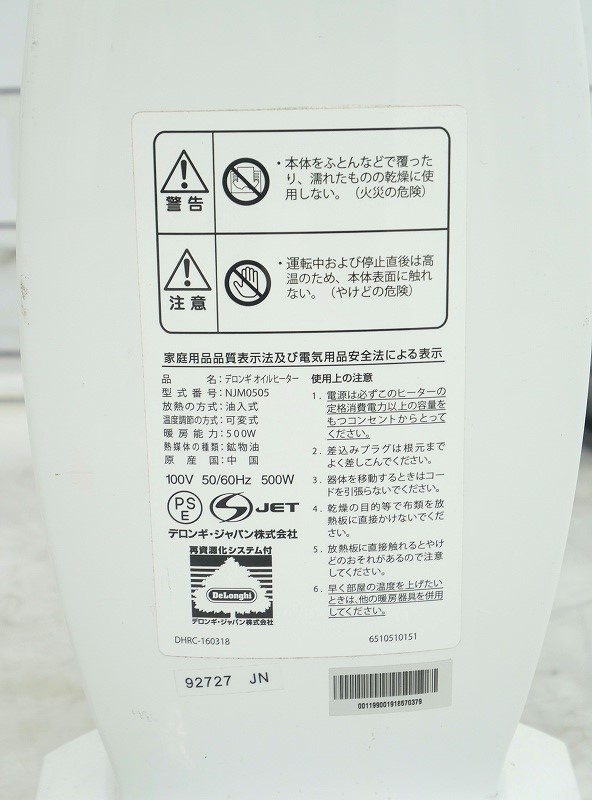 警告
・本体をふとんなどで覆った
り、濡れたものの乾燥に使
用しない。（火災の危険）
注意
・運転中および停止直後は高
温のため、本体表面に触れ
ない。（やけどの危険）
家庭用品品質表示法及び電気用品安全法による表示
品名：デロンギ オイルヒーター
型式番号：NJM0505
放熱の方式：油入式
温度調節の方式：可変式
暖房能力：500W
熱媒体の種類：鉱物油
原産国：中国
100V 50/60Hz 500W
PS
E
JET
デロンギ・ジャパン株式会社
再資源化システム付
DeLonghi
デロンギ・ジャパン株式会社
使用上の注意
1．電源は必ずこのヒーターの
定格消費電力以上の容量を
もつコンセントからとって
ください。
2．差込みプラグは根元まで
よく差しこんでください。
3．器体を移動するときはコー
ドを引張らないでください。
4．乾燥の目的等で布類を放
熱板に直接かけないでくだ
さい。
5．放熱板に直接触れるとやけ
どのおそれがあるので注意
してください。
6．早く部屋の温度を上げたい
ときは、他の暖房器具を併用
してください。
DHRC-160318
6510510151
92727 JN
001199001918670379